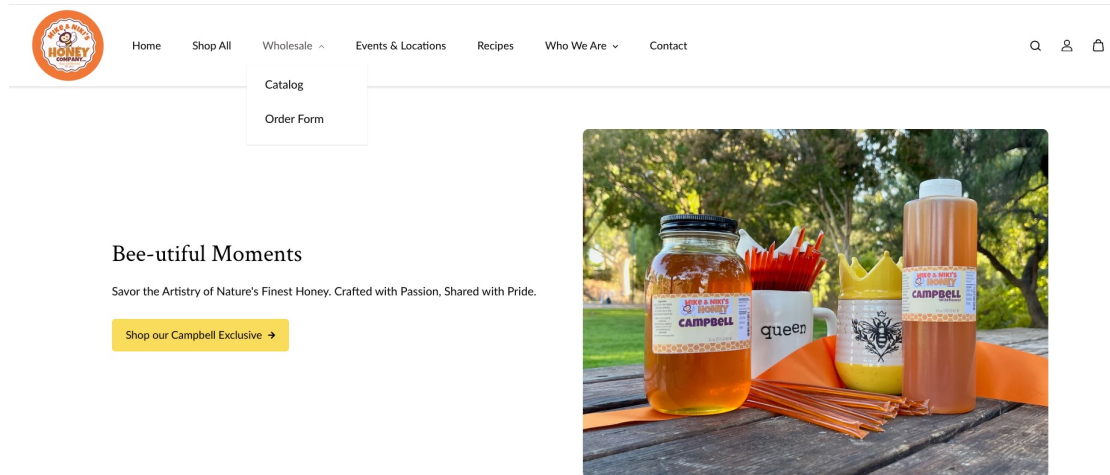 MIKE & NIKI'S
HONEY
COMPANY
Home
Shop All
Wholesale
Events & Locations
Recipes
Who We Are
Contact
Catalog
Order Form
Bee-utiful Moments
Savor the Artistry of Nature's Finest Honey. Crafted with Passion, Shared with Pride.
Shop our Campbell Exclusive →
MIKE & NIKI'S
HONEY
CAMPBELL
queen
MIKE & NIKI'S
HONEY
CAMPBELL